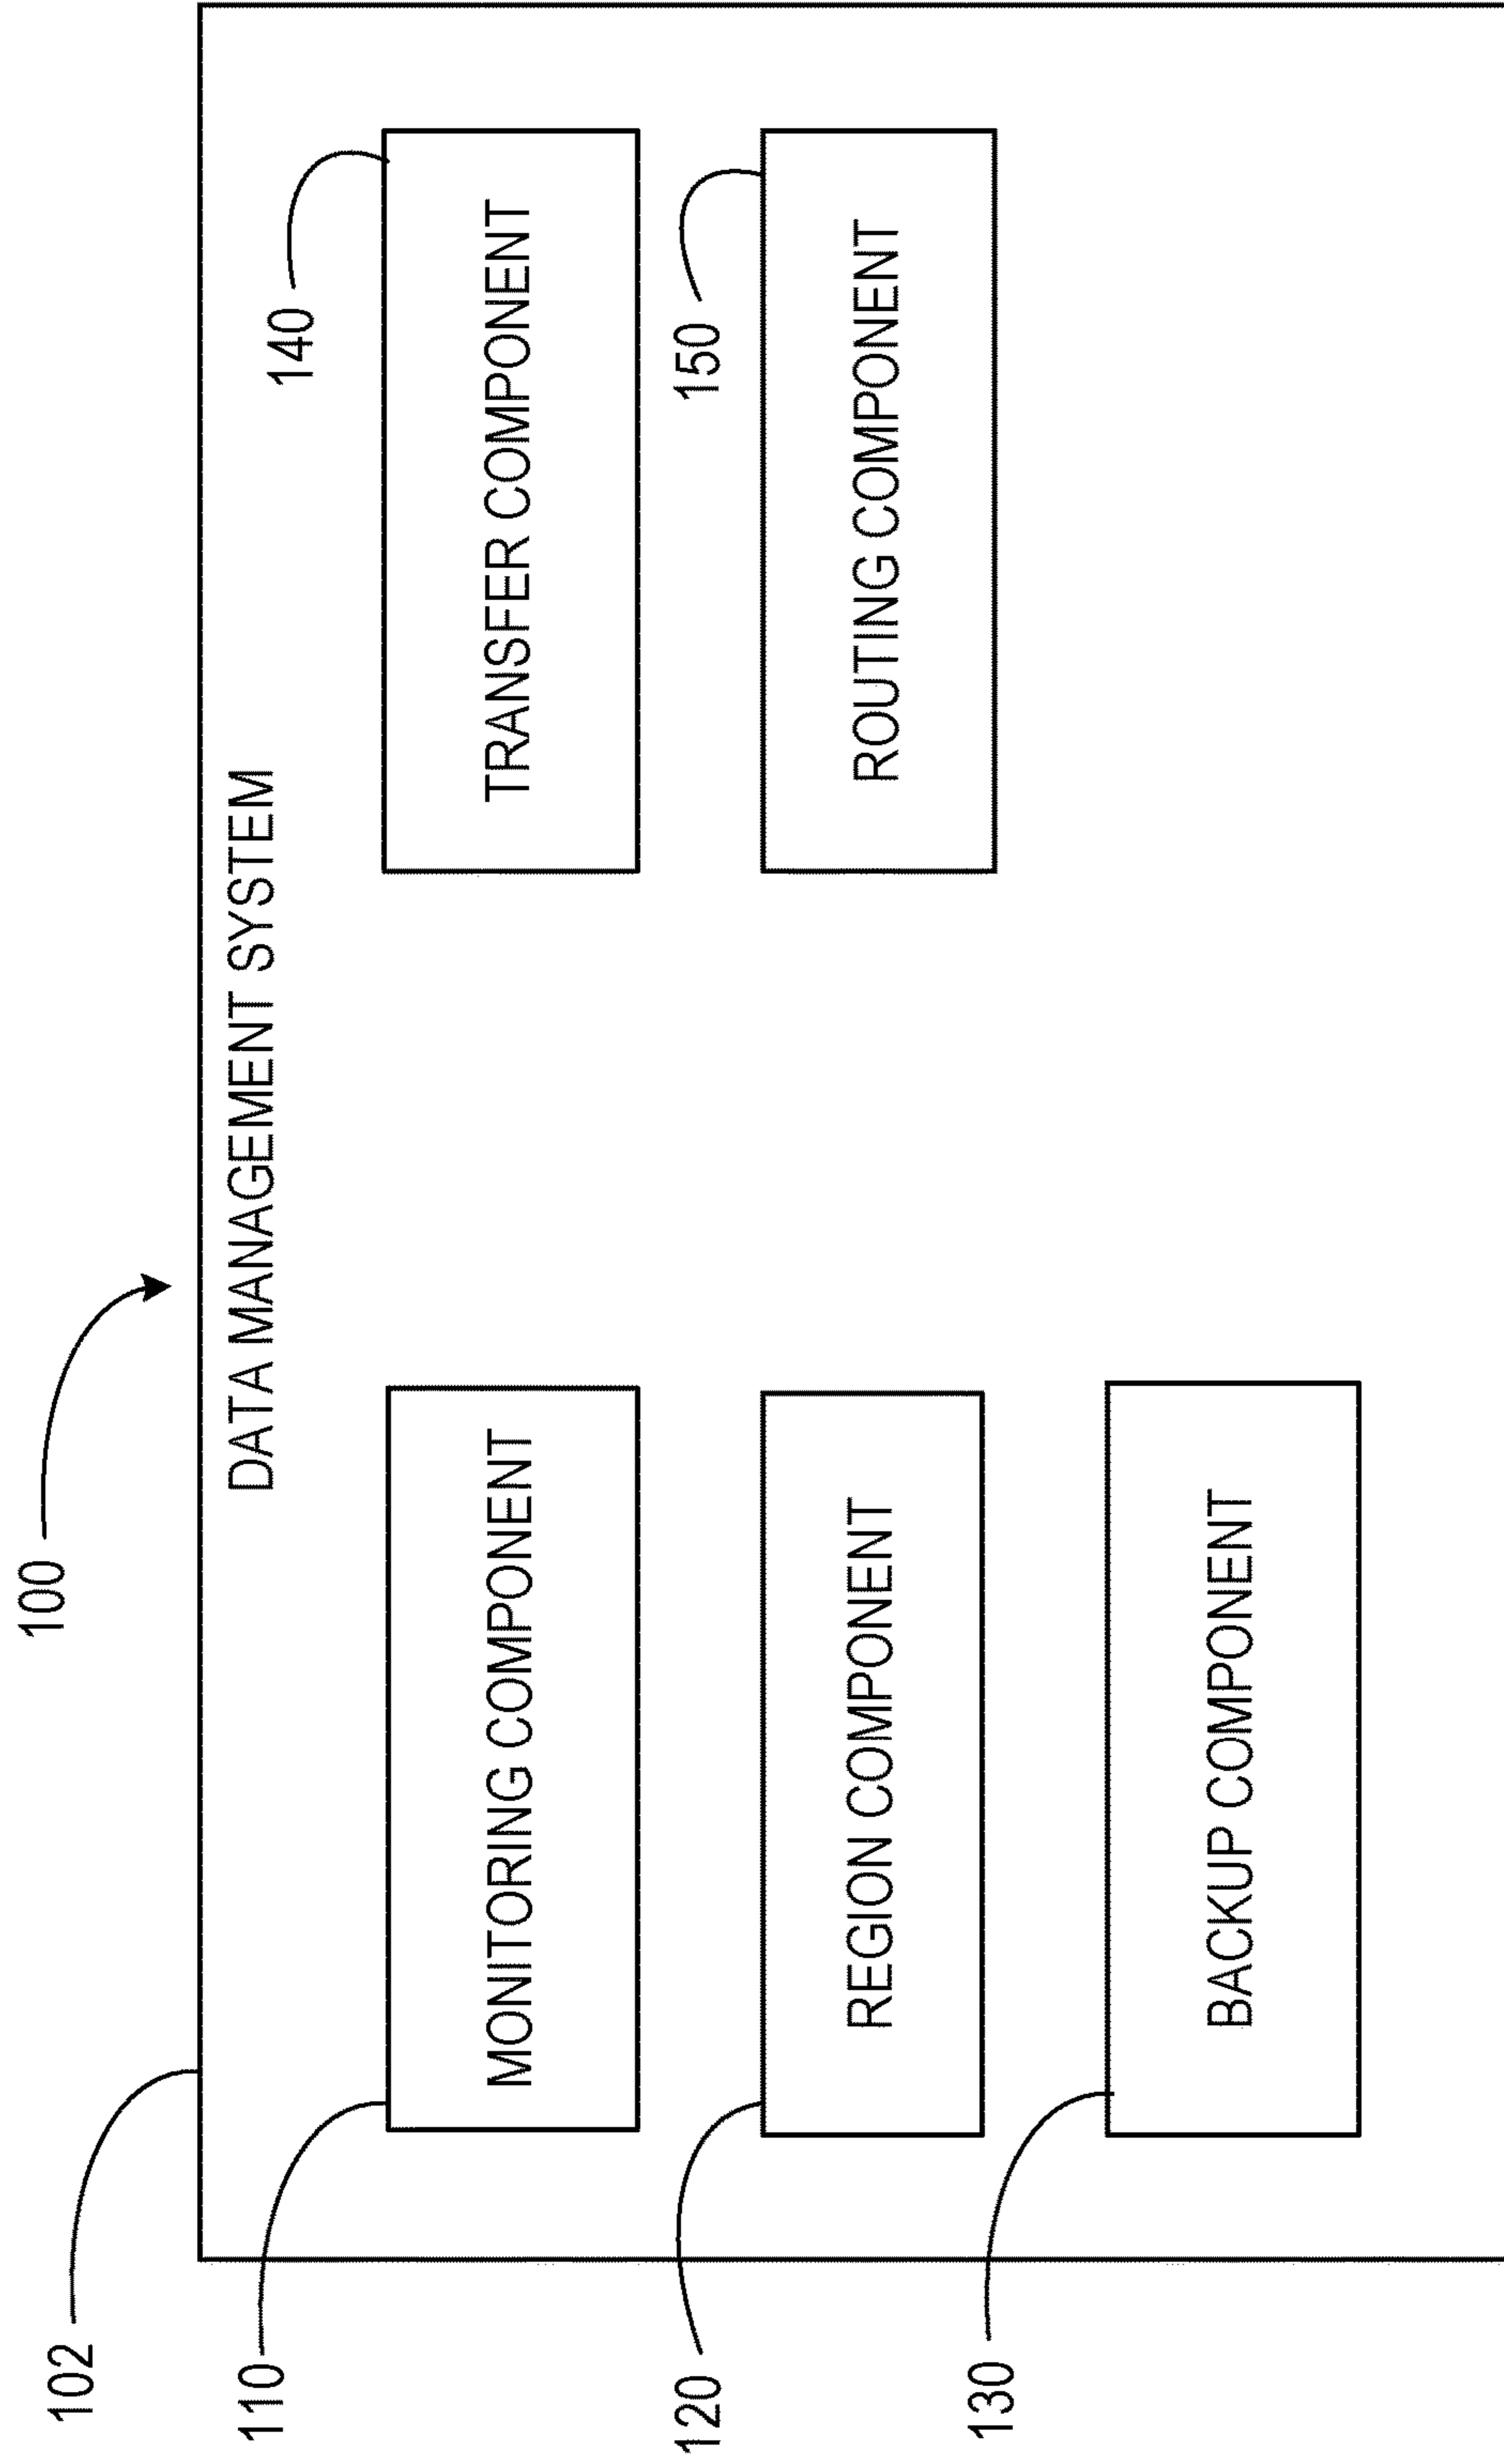 100
102
DATA MANAGEMENT SYSTEM
110
MONITORING COMPONENT
140
TRANSFER COMPONENT
120
REGION COMPONENT
150
ROUTING COMPONENT
130
BACKUP COMPONENT